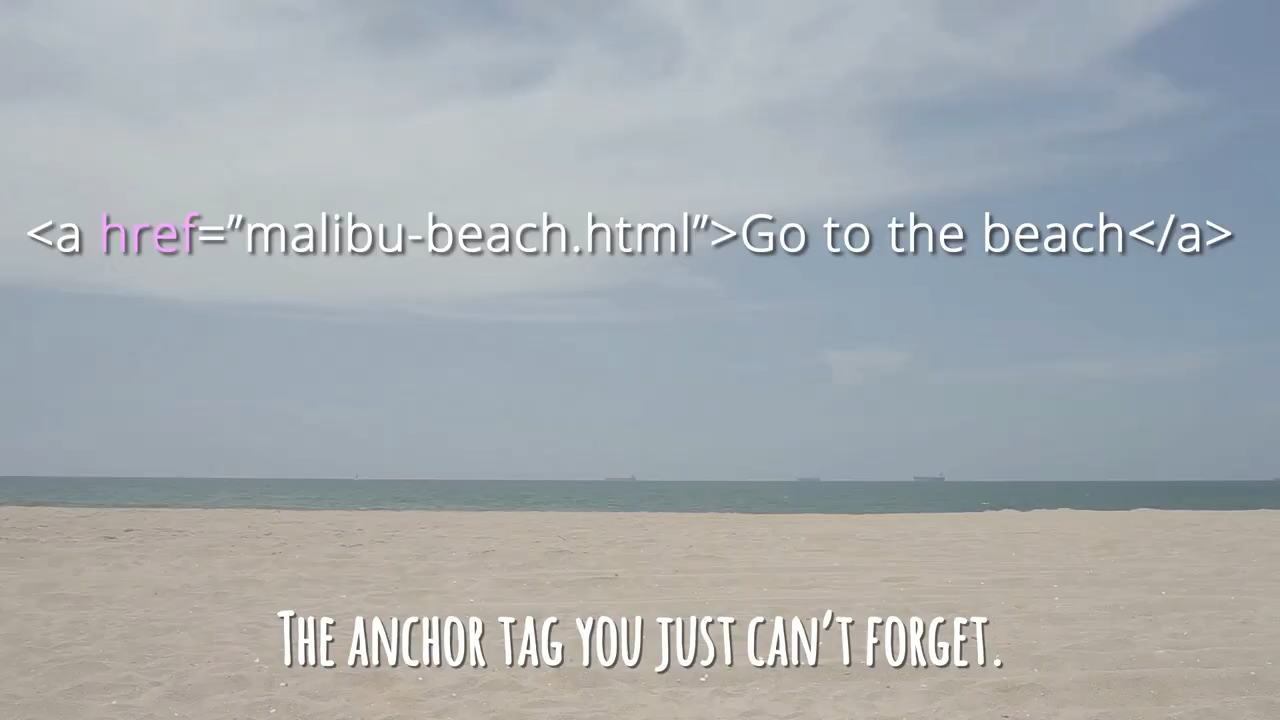 <a href=”malibu-beach.html”>Go to the beach</a>
The anchor tag you just can’t forget.